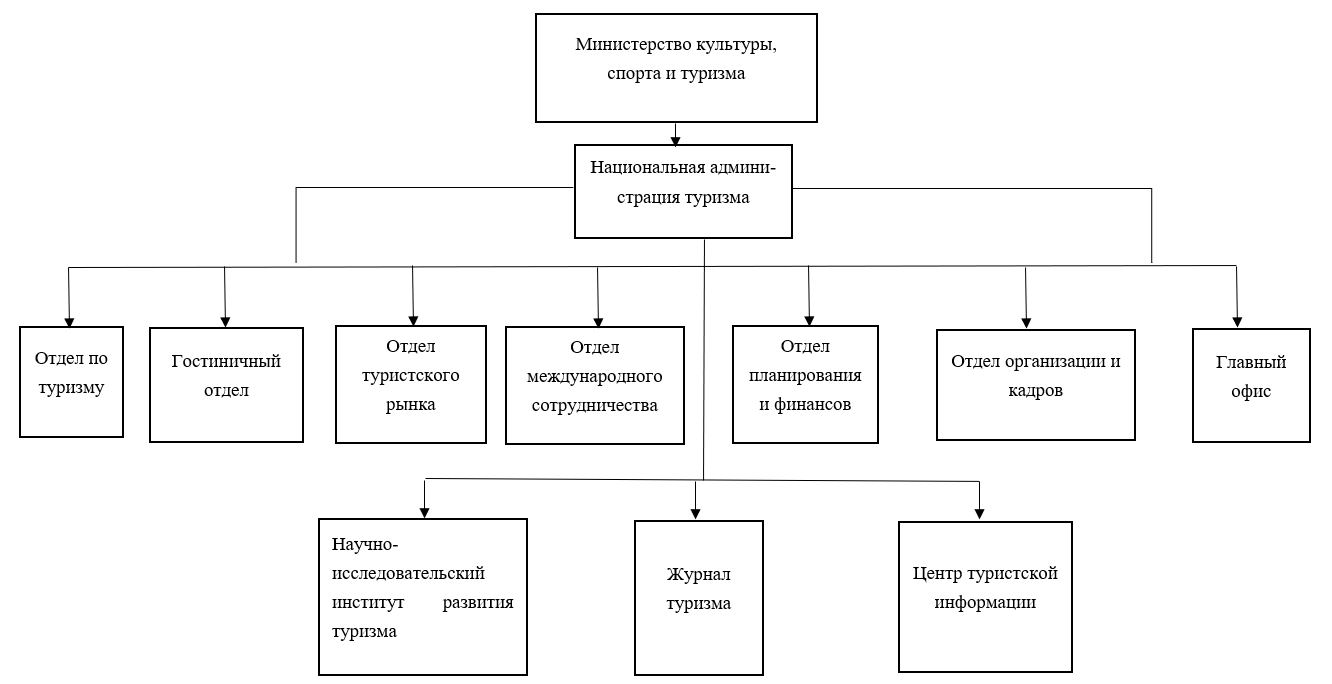 Министерство культуры,
спорта и туризма
Национальная админи-
страция туризма
Отдел по
туризму
Гостиничный
отдел
Отдел
туристского
рынка
Отдел
международного
сотрудничества
Отдел
планирования
и финансов
Отдел организации и
кадров
Главный
офис
Научно-
исследовательский
институт развития
туризма
Журнал
туризма
Центр туристской
информации